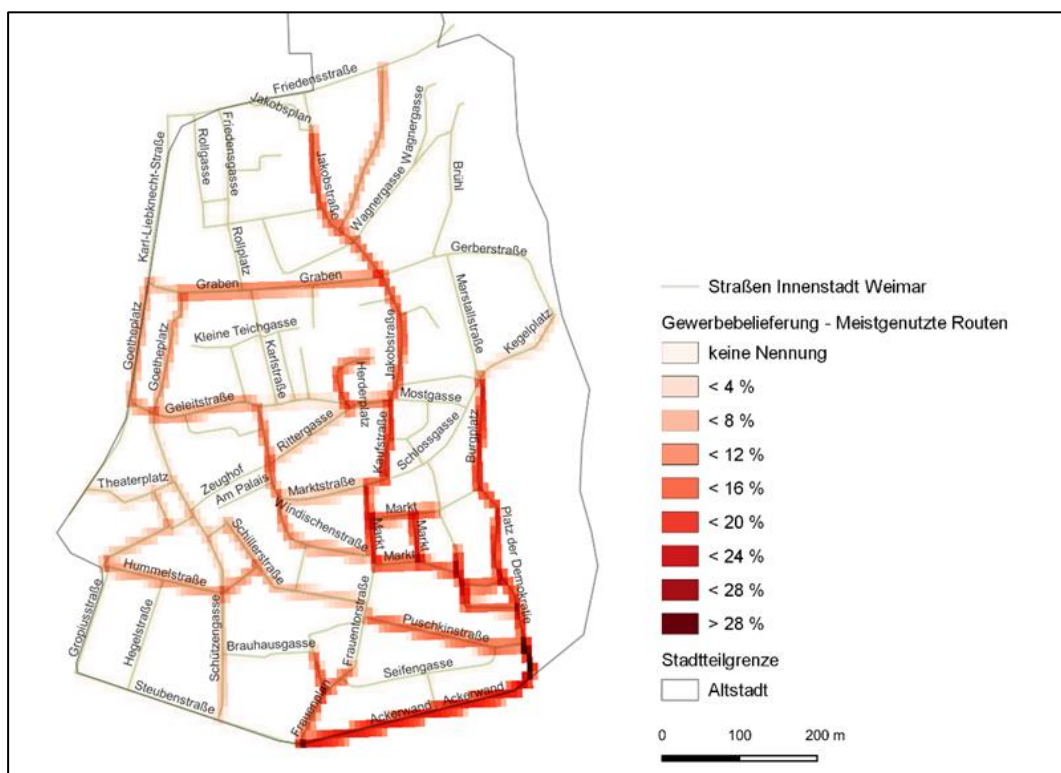 Friedensstraße
Jakobsplan
Karl-Liebknecht-Straße
Rollgasse
Friedensgasse
Jakobstraße
Wagnergasse
Wagnergasse
Brühl
Rollplatz
Gerberstraße
Graben
Graben
Marstallstraße
Kegelplatz
Goetheplatz
Goetheplatz
Kleine Teichgasse
Karlstraße
Jakobstraße
Herderplatz
Mostgasse
Geleitstraße
Rittergasse
Kaufstraße
Schlossgasse
Burgplatz
Zeughof
Am Palais
Theaterplatz
Marktstraße
Windischenstraße
Markt
Markt
Markt
Markt
Platz der Demokratie
Schillerstraße
Hummelstraße
Gropiusstraße
Hegelstraße
Schützengasse
Frauentorstraße
Puschkinstraße
Brauhausgasse
Seifengasse
Steubenstraße
Frauenplan
Ackerwand
Ackerwand
Straßen Innenstadt Weimar
Gewerbebelieferung - Meistgenutzte Routen
keine Nennung
< 4 %
< 8 %
< 12 %
< 16 %
< 20 %
< 24 %
< 28 %
> 28 %
Stadtteilgrenze
Altstadt
0 100 200 m